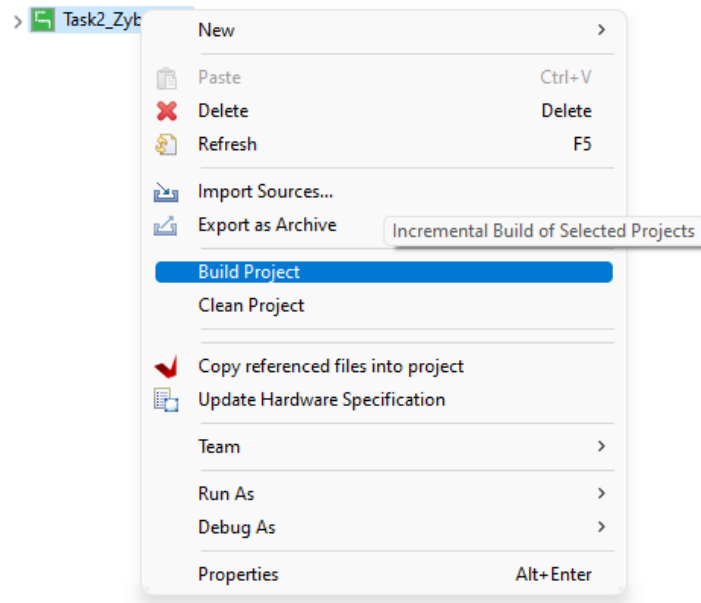 Task2_Zyb
New
Paste Ctrl+V
Delete Delete
Refresh F5
Import Sources...
Export as Archive
Incremental Build of Selected Projects
Build Project
Clean Project
Copy referenced files into project
Update Hardware Specification
Team
Run As
Debug As
Properties Alt+Enter